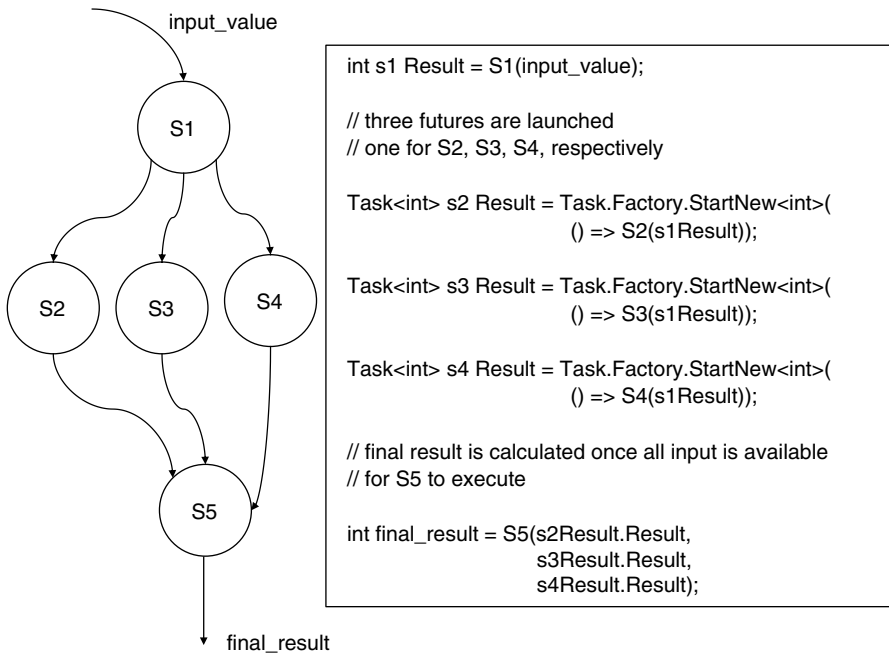 input_value
S1
S2
S3
S4
S5
final_result
int s1 Result = S1(input_value);
// three futures are launched
// one for S2, S3, S4, respectively
Task<int> s2 Result = Task.Factory.StartNew<int>(
() => S2(s1Result));
Task<int> s3 Result = Task.Factory.StartNew<int>(
() => S3(s1Result));
Task<int> s4 Result = Task.Factory.StartNew<int>(
() => S4(s1Result));
// final result is calculated once all input is available
// for S5 to execute
int final_result = S5(s2Result.Result,
s3Result.Result,
s4Result.Result);